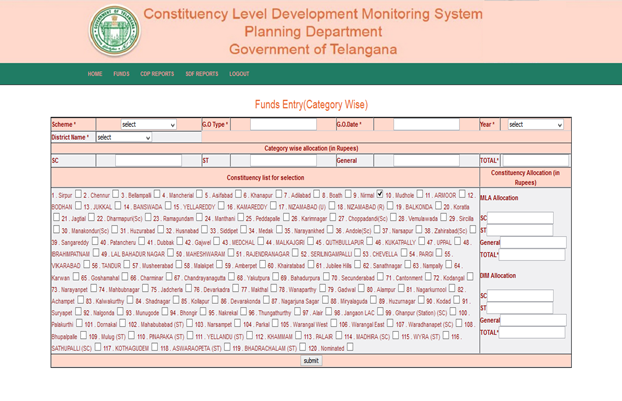 Constituency Level Development Monitoring System
Planning Department
Government of Telangana
HOME FUNDS CDP REPORTS SDF REPORTS LOGOUT
Funds Entry(Category Wise)
Scheme * select G.O Type * G.O.Date * Year * select
District Name * select
Category wise allocation (in Rupees)
SC ST General TOTAL*
Constituency list for selection
Constituency Allocation (in Rupees)
1 . Sirpur 2 . Chennur 3 . Bellampalli 4 . Mancherial 5 . Asifabad 6 . Khanapur 7 . Adilabad 8 . Boath 9 . Nirmal 10 . Mudhole 11 . ARMOOR 12 .
BODHAN 13 . JUKKAL 14 . BANSWADA 15 . YELLAREDDY 16 . KAMAREDDY 17 . NIZAMABAD (U) 18 . NIZAMABAD (R) 19 . BALKONDA 20 . Koratla
21 . Jagtial 22 . Dharmapuri(Sc) 23 . Ramagundam 24 . Manthani 25 . Peddapalle 26 . Karimnagar 27 . Choppadandi(Sc) 28 . Vemulawada 29 . Sircilla
30 . Manakondur(Sc) 31 . Huzurabad 32 . Husnabad 33 . Siddipet 34 . Medak 35 . Narayankhed 36 . Andole(Sc) 37 . Narsapur 38 . Zahirabad(Sc)
39 . Sangareddy 40 . Patancheru 41 . Dubbak 42 . Gajwel 43 . MEDCHAL 44 . MALKAJGIRI 45 . QUTHBULLAPUR 46 . KUKATPALLY 47 . UPPAL 48 .
IBRAHIMPATNAM 49 . LAL BAHADUR NAGAR 50 . MAHESHWARAM 51 . RAJENDRANAGAR 52 . SERILINGAMPALLI 53 . CHEVELLA 54 . PARGI 55 .
VIKARABAD 56 . TANDUR 57 . Musheerabad 58 . Malakpet 59 . Amberpet 60 . Khairatabad 61 . Jubilee Hills 62 . Sanathnagar 63 . Nampally 64 .
Karwan 65 . Goshamahal 66 . Charminar 67 . Chandrayangutta 68 . Yakutpura 69 . Bahadurpura 70 . Secunderabad 71 . Cantonment 72 . Kodangal
73 . Narayanpet 74 . Mahbubnagar 75 . Jadcherla 76 . Devarkadra 77 . Makthal 78 . Wanaparthy 79 . Gadwal 80 . Alampur 81 . Nagarkurnool 82 .
Achampet 83 . Kalwakurthy 84 . Shadnagar 85 . Kollapur 86 . Devarakonda 87 . Nagarjuna Sagar 88 . Miryalaguda 89 . Huzurnagar 90 . Kodad 91 .
Suryapet 92 . Nalgonda 93 . Munugode 94 . Bhongir 95 . Nakrekal 96 . Thungathurthy 97 . Alair 98 . Jangaon LAC 99 . Ghanpur (Station) (SC) 100 .
Palakurthi 101 . Dornakal 102 . Mahabubabad (ST) 103 . Narsampet 104 . Parkal 105 . Warangal West 106 . Warangal East 107 . Waradhanapet (SC) 108 .
Bhupalpalle 109 . Mulug (ST) 110 . PINAPAKA (ST) 111 . YELLANDU (ST) 112 . KHAMMAM 113 . PALAIR 114 . MADHIRA (SC) 115 . WYRA (ST) 116 .
SATHUPALLI (SC) 117 . KOTHAGUDEM 118 . ASWARAOPETA (ST) 119 . BHADRACHALAM (ST) 120 . Nominated
MLA Allocation
SC
ST
General
TOTAL*
DIM Allocation
SC
ST
General
TOTAL*
submit